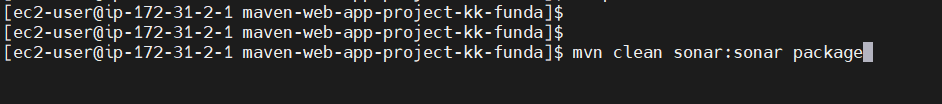 [ec2-user@ip-172-31-2-1 maven-web-app-project-kk-funda]$
[ec2-user@ip-172-31-2-1 maven-web-app-project-kk-funda]$
[ec2-user@ip-172-31-2-1 maven-web-app-project-kk-funda]$ mvn clean sonar:sonar package